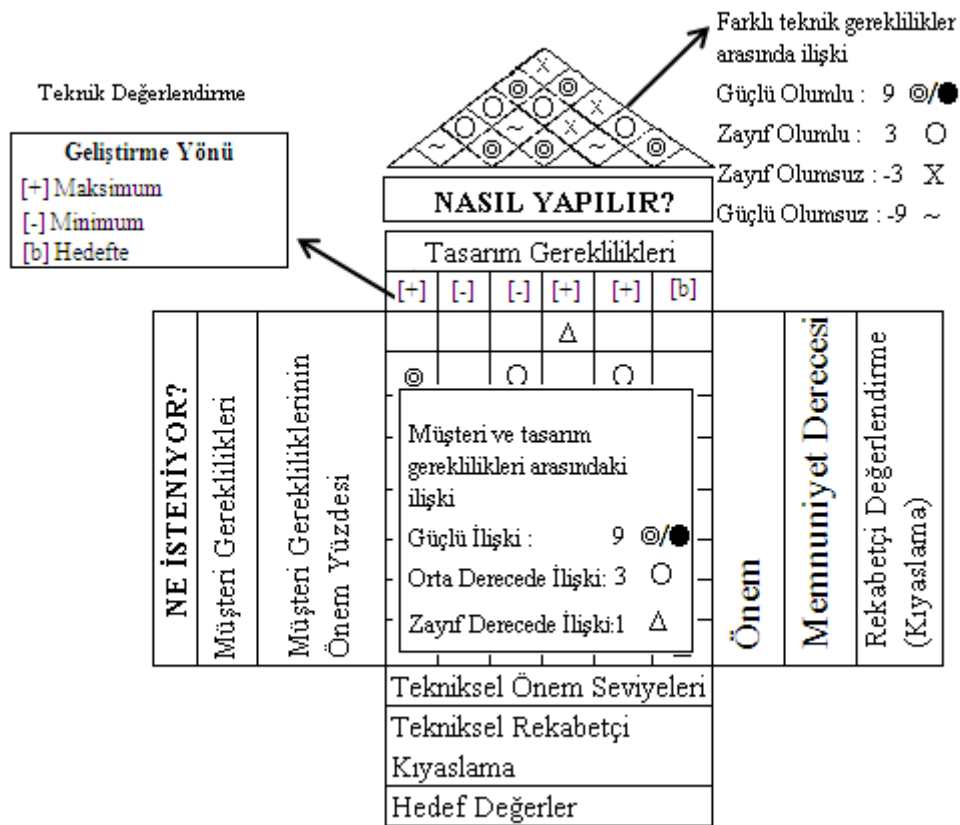 Farklı teknik gereklilikler
arasında ilişki
Güçlü Olumlu : 9 ◎/●
Zayıf Olumlu : 3 O
Zayıf Olumsuz : -3 X
Güçlü Olumsuz : -9 ~
Teknik Değerlendirme
Geliştirme Yönü
[+] Maksimum
[-] Minimum
[b] Hedefte
X
◎ ◎
O O X
O ~ X O
~ ◎ ◎ ◎
NASIL YAPILIR?
Tasarım Gereklilikleri
[+] [-] [-] [+] [+] [b]
Δ
◎ O O
NE İSTENİYOR?
Müşteri Gereklilikleri
Müşteri Gerekliliklerinin
Önem Yüzdesi
Müşteri ve tasarım
gereklilikleri arasındaki
ilişki
Güçlü İlişki : 9 ◎/●
Orta Derecede İlişki: 3 O
Zayıf Derecede İlişki:1 Δ
Önem
Memnuniyet Derecesi
Rekabetçi Değerlendirme
(Kıyaslama)
Tekniksel Önem Seviyeleri
Tekniksel Rekabetçi
Kıyaslama
Hedef Değerler